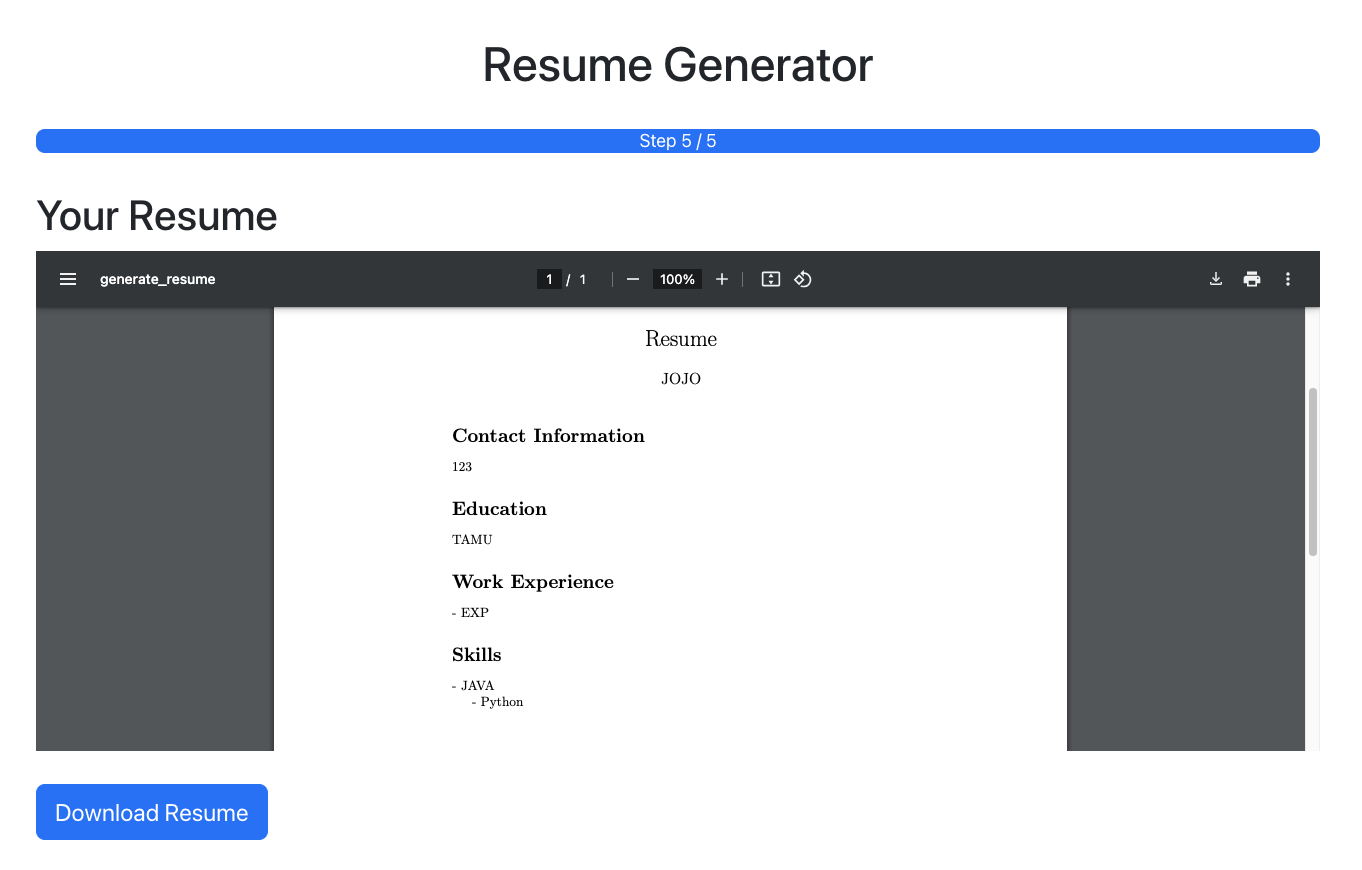 Resume Generator
Step 5 / 5
Your Resume
generate_resume 1 / 1 100%
Resume
JOJO
Contact Information
123
Education
TAMU
Work Experience
- EXP
Skills
- JAVA
- Python
Download Resume